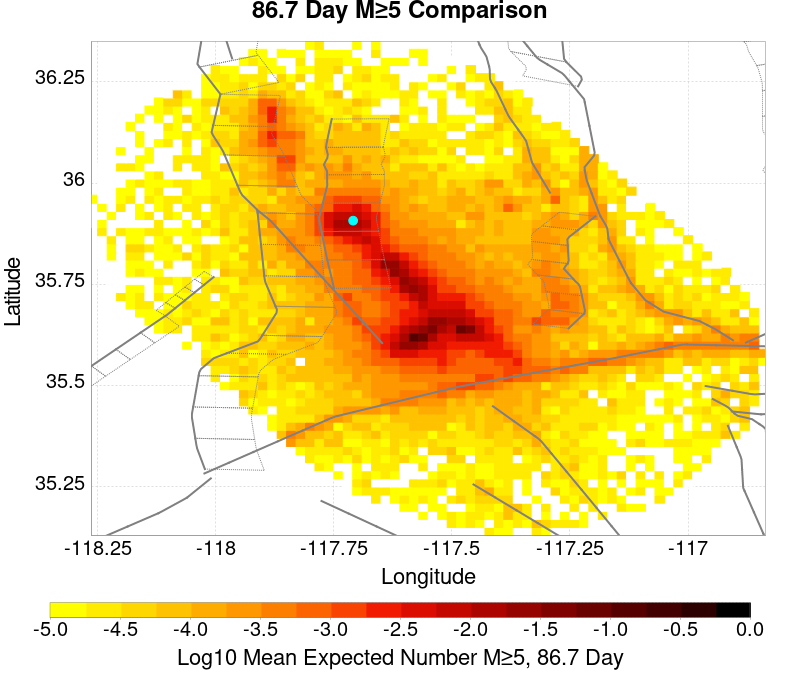 86.7 Day M≥5 Comparison
36.25
36
35.75
35.5
35.25
Latitude
-118.25 -118 -117.75 -117.5 -117.25 -117
Longitude
-5.0 -4.5 -4.0 -3.5 -3.0 -2.5 -2.0 -1.5 -1.0 -0.5 0.0
Log10 Mean Expected Number M≥5, 86.7 Day